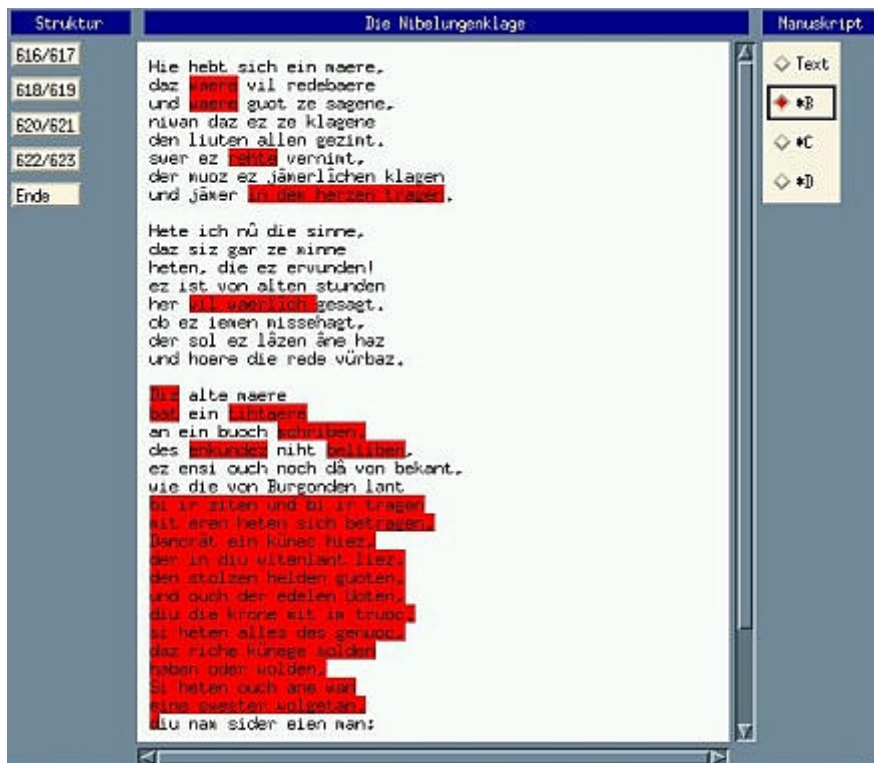 Struktur
Die Nibelungenklage
Manuskript
616/617
618/619
620/621
622/623
Ende
Text
*B
*C
*D
Hie hebt sich ein maere,
daz waere vil redebaere
und waere guot ze sagene,
niwan daz ez ze klagene
den liuten allen gezimt.
swer ez rehte vernimt,
der muoz ez jâmerlîchen klagen
und jâmer in dem herzen tragen.
Hete ich nû die sinne,
daz siz gar ze minne
heten, die ez ervunden!
ez ist von alten stunden
her vil waerlich gesagt.
ob ez iemen missehagt,
der sol ez lâzen âne haz
und hoere die rede vürbaz.
Diz alte maere
bat ein tihtaere
an ein buoch schriben,
des enkundez niht beliiben,
ez ensi ouch noch dâ von bekant,
wie die von Burgonden lant
bi ir ziten und bi ir tragen
mit eren heten sich betragen.
Dancrât ein künec hiez,
der in diu witenlant liez,
den stolzen helden guoten,
und ouch der edelen Uoten,
diu die krone mit im truoc.
si heten alles des genuoc,
daz riche künege solden
haben oder wolden.
Si heten ouch ane wan
eine swester wolgetan,
diu nam sider eien man: